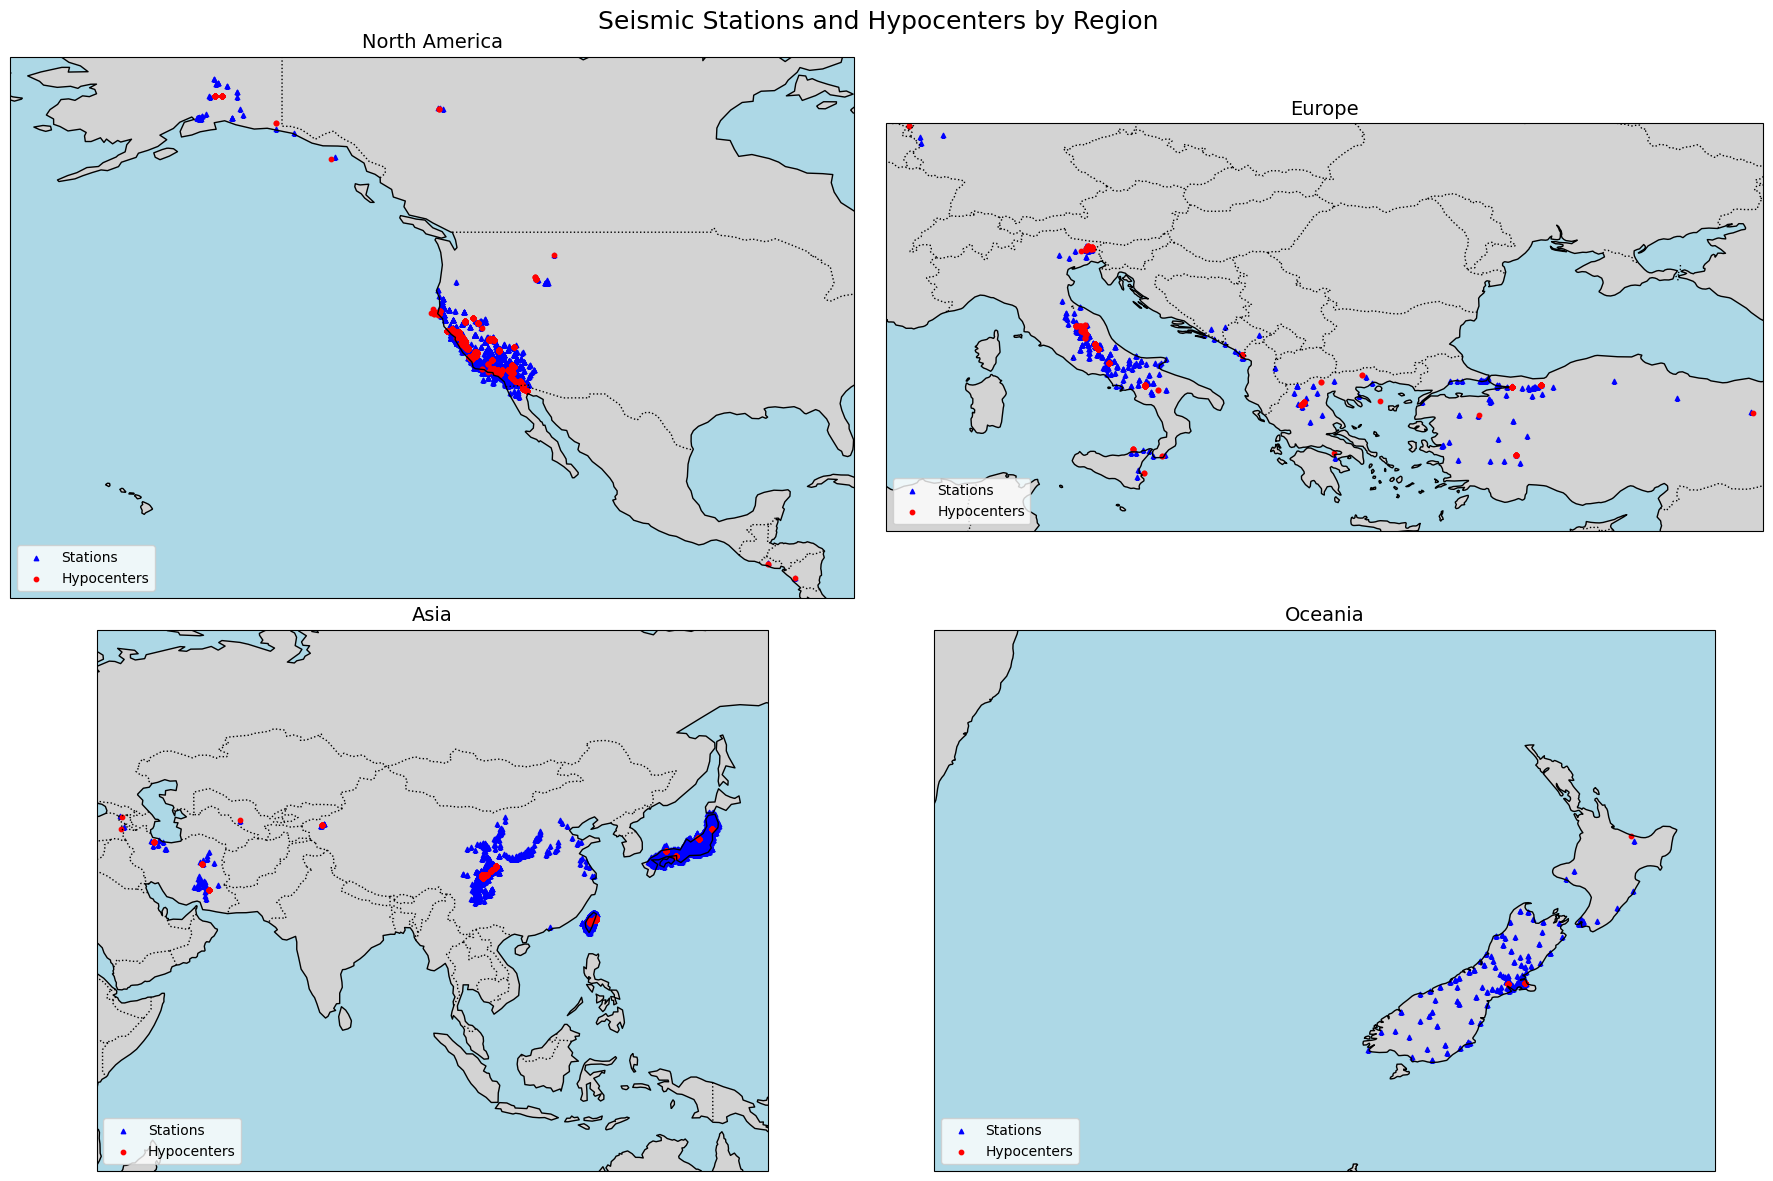 Seismic Stations and Hypocenters by Region
North America
Stations
Hypocenters
Europe
Stations
Hypocenters
Asia
Stations
Hypocenters
Oceania
Stations
Hypocenters